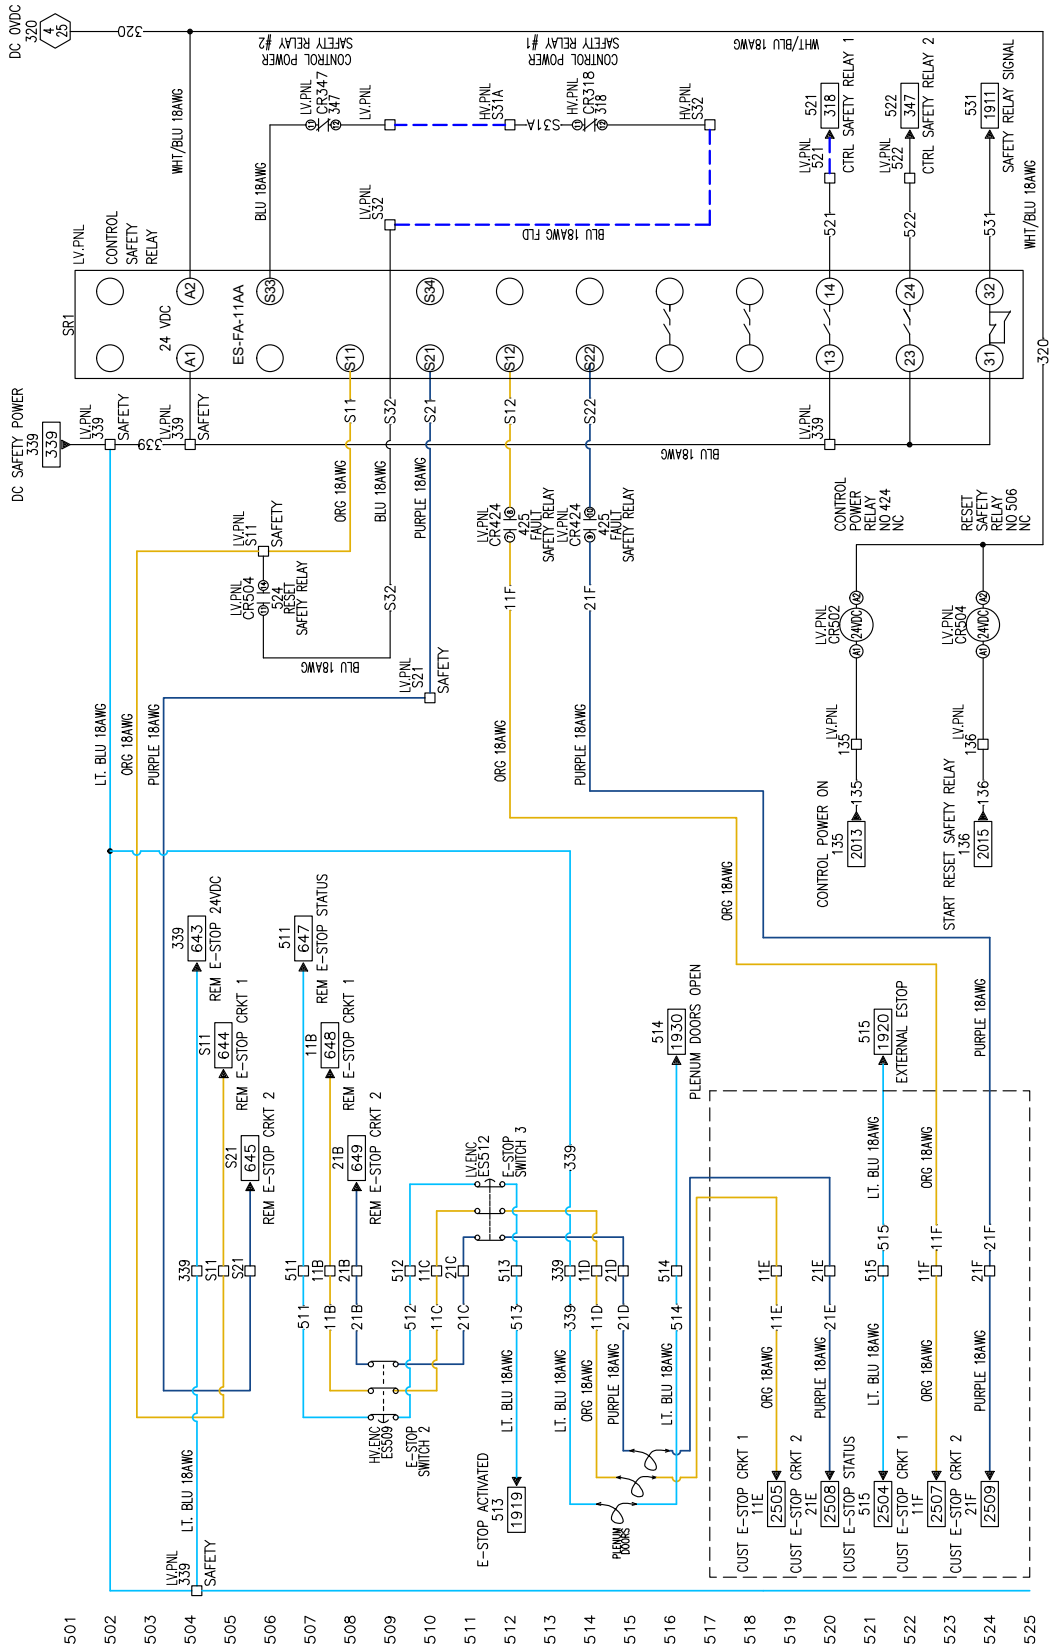 501
502
503
504
505
506
507
508
509
510
511
512
513
514
515
516
517
518
519
520
521
522
523
524
525
DC 0VDC
320
4
25
320
WHT/BLU 18AWG
WHT/BLU 18AWG
WHT/BLU 18AWG
320
DC SAFETY POWER
339
339
LV.PNL
339
SAFETY
339
LV.PNL
339
SAFETY
BLU 18AWG
LV.PNL
339
SR1
LV.PNL
CONTROL
SAFETY
RELAY
24 VDC
ES-FA-11AA
A1
A2
S33
S11
S21
S34
S12
S22
13
14
23
24
31
32
BLU 18AWG
LV.PNL
CR347
347
11
12
LV.PNL
CONTROL POWER
SAFETY RELAY #2
HV.PNL
S31A
S31A
HV.PNL
CR318
318
11
12
CONTROL POWER
SAFETY RELAY #1
HV.PNL
S32
BLU 18AWG FLD
LV.PNL
S32
521
LV.PNL
521
521
318
CTRL SAFETY RELAY 1
522
LV.PNL
522
522
347
CTRL SAFETY RELAY 2
531
531
1911
SAFETY RELAY SIGNAL
S11
ORG 18AWG
LV.PNL
S11
SAFETY
LV.PNL
CR504
13
14
524
RESET
SAFETY RELAY
BLU 18AWG
S32
BLU 18AWG
S32
S21
PURPLE 18AWG
LV.PNL
S21
SAFETY
S12
LV.PNL
CR424
7
8
425
FAULT
SAFETY RELAY
11F
ORG 18AWG
S22
LV.PNL
CR424
9
10
425
FAULT
SAFETY RELAY
21F
PURPLE 18AWG
LT. BLU 18AWG
ORG 18AWG
PURPLE 18AWG
CONTROL POWER ON
135
2013
135
135
LV.PNL
LV.PNL
CR502
A1
24VDC
A2
CONTROL
POWER
RELAY
NO 424
NC
START RESET SAFETY RELAY
136
2015
136
136
LV.PNL
LV.PNL
CR504
A1
24VDC
A2
RESET
SAFETY
RELAY
NO 506
NC
LV.PNL
339
SAFETY
LT. BLU 18AWG
339
339
643
REM E-STOP 24VDC
S11
S11
644
REM E-STOP CRKT 1
S21
S21
645
REM E-STOP CRKT 2
511
511
511
647
REM E-STOP STATUS
11B
11B
11B
648
REM E-STOP CRKT 1
21B
21B
21B
649
REM E-STOP CRKT 2
HV.ENC
ES509
E-STOP
SWITCH 2
512
512
11C
11C
21C
21C
LV.ENC
ES512
E-STOP
SWITCH 3
E-STOP ACTIVATED
513
1919
LT. BLU 18AWG
513
513
LT. BLU 18AWG
339
339
339
ORG 18AWG
11D
11D
PURPLE 18AWG
21D
21D
PLENUM
DOORS
LT. BLU 18AWG
514
514
514
1930
PLENUM DOORS OPEN
ORG 18AWG
CUST E-STOP CRKT 1
11E
2505
ORG 18AWG
11E
11E
CUST E-STOP CRKT 2
21E
2508
PURPLE 18AWG
21E
21E
CUST E-STOP STATUS
515
2504
LT. BLU 18AWG
515
515
LT. BLU 18AWG
515
1920
EXTERNAL ESTOP
CUST E-STOP CRKT 1
11F
2507
ORG 18AWG
11F
11F
ORG 18AWG
CUST E-STOP CRKT 2
21F
2509
PURPLE 18AWG
21F
21F
PURPLE 18AWG